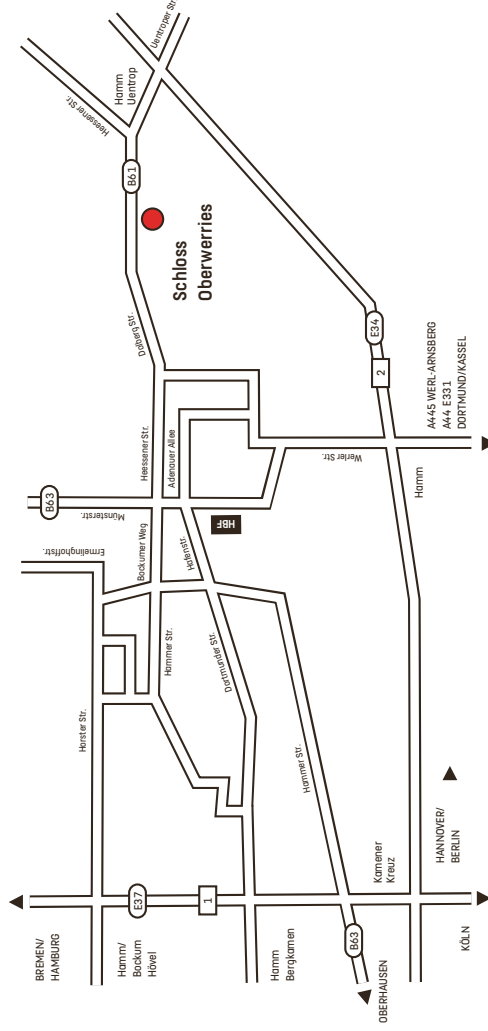 Uentroper Str.
Heessener Str.
Hamm
Uentrop
B61
Schloss
Oberwerries
Dolberg Str.
E34
2
A445 WERL-ARNSBERG
A44 E331
DORTMUND/KASSEL
Heessener Str.
Adenauer Allee
Werler Str.
Hamm
B63
Münsterstr.
HBF
Ermelinghoffstr.
Bockumer Weg
Hafenstr.
Hammer Str.
Dortmunder Str.
Horster Str.
Hammer Str.
HANNOVER/
BERLIN
Kamener
Kreuz
E37
1
BREMEN/
HAMBURG
Hamm/
Bockum
Hövel
Hamm
Bergkamen
B63
OBERHAUSEN
KÖLN